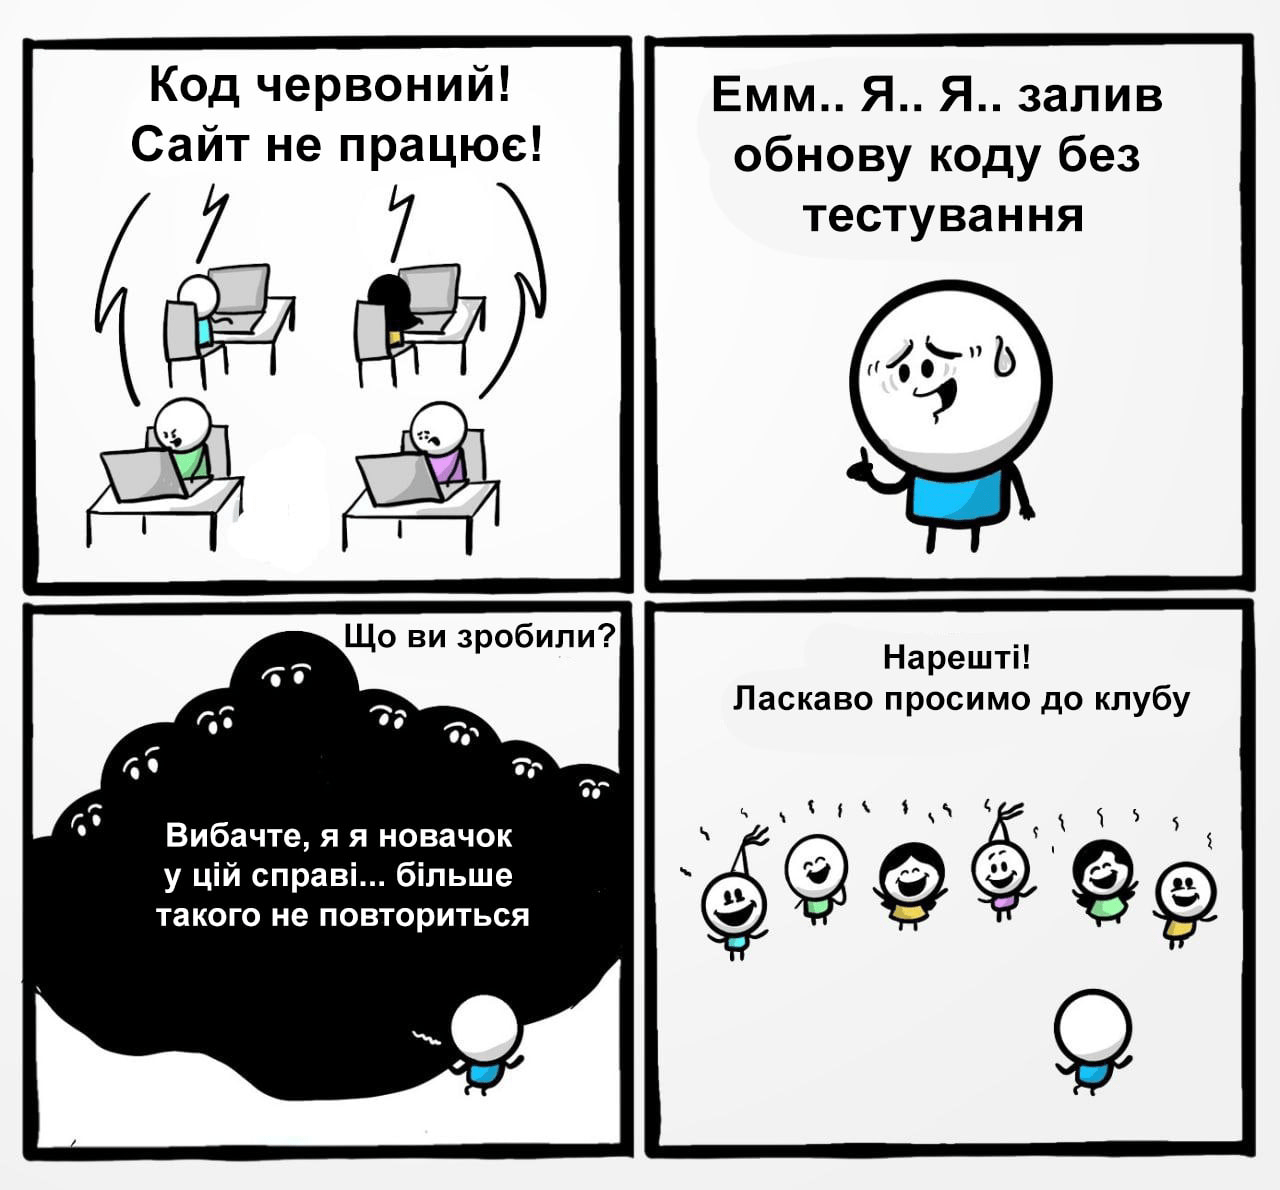 Код червоний!
Сайт не працює!
Емм.. Я.. Я.. залив
обнову коду без
тестування
Що ви зробили?
Вибачте, я я новачок
у цій справі... більше
такого не повториться
Нарешті!
Ласкаво просимо до клубу